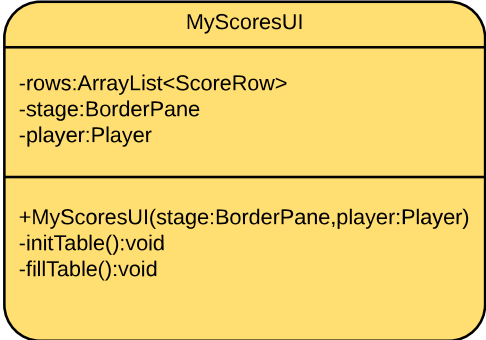 MyScoresUI
-rows:ArrayList<ScoreRow>
-stage:BorderPane
-player:Player
+MyScoresUI(stage:BorderPane,player:Player)
-initTable():void
-fillTable():void